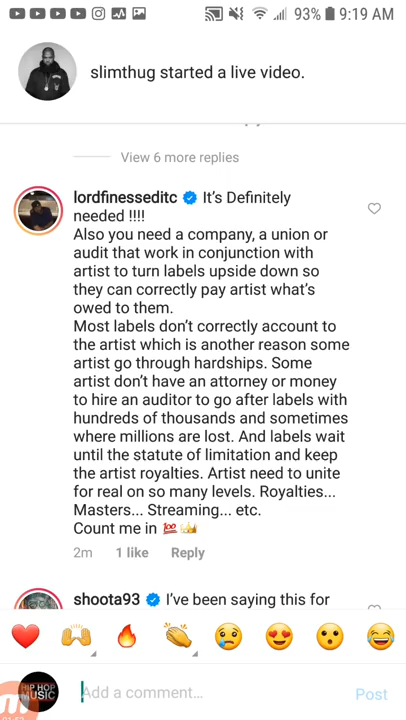 93% 9:19 AM
slimthug started a live video.
View 6 more replies
lordfinesseditc It's Definitely
needed !!!!
Also you need a company, a union or
audit that work in conjunction with
artist to turn labels upside down so
they can correctly pay artist what's
owed to them.
Most labels don't correctly account to
the artist which is another reason some
artist go through hardships. Some
artist don't have an attorney or money
to hire an auditor to go after labels with
hundreds of thousands and sometimes
where millions are lost. And labels wait
until the statute of limitation and keep
the artist royalties. Artist need to unite
for real on so many levels. Royalties...
Masters... Streaming... etc.
Count me in 💯 👑
2m 1 like Reply
shoota93 I've been saying this for
❤️ 🙌 🔥 👏 😢 😍 😮 😂
HIP HOP
MUSIC
Add a comment...
Post